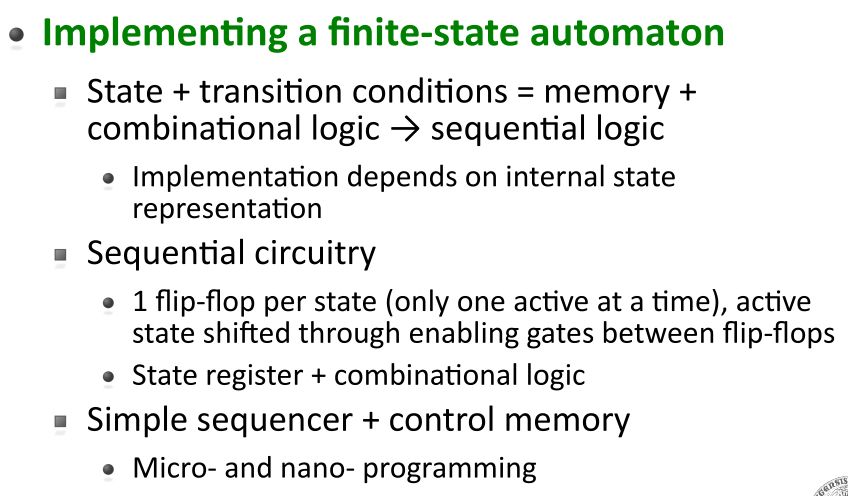 Implementing a finite-state automaton
State + transition conditions = memory +
combinational logic → sequential logic
Implementation depends on internal state
representation
Sequential circuitry
1 flip-flop per state (only one active at a time), active
state shifted through enabling gates between flip-flops
State register + combinational logic
Simple sequencer + control memory
Micro- and nano- programming